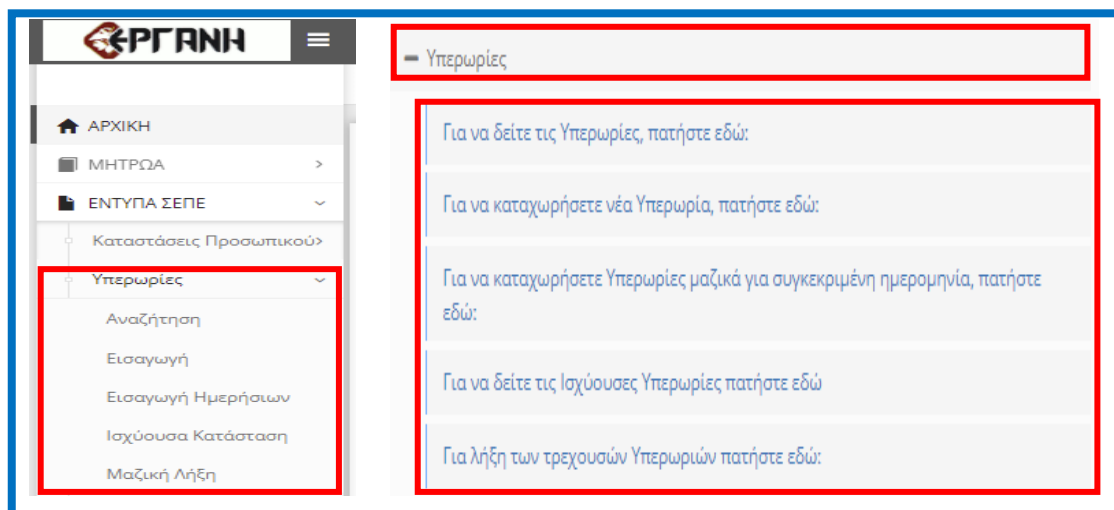 ΕΡΓΑΝΗ
ΑΡΧΙΚΗ
ΜΗΤΡΩΑ
ΕΝΤΥΠΑ ΣΕΠΕ
Καταστάσεις Προσωπικού
Υπερωρίες
Αναζήτηση
Εισαγωγή
Εισαγωγή Ημερήσιων
Ισχύουσα Κατάσταση
Μαζική Λήξη
Υπερωρίες
Για να δείτε τις Υπερωρίες, πατήστε εδώ:
Για να καταχωρήσετε νέα Υπερωρία, πατήστε εδώ:
Για να καταχωρήσετε Υπερωρίες μαζικά για συγκεκριμένη ημερομηνία, πατήστε
εδώ:
Για να δείτε τις Ισχύουσες Υπερωρίες πατήστε εδώ
Για λήξη των τρεχουσών Υπερωριών πατήστε εδώ: